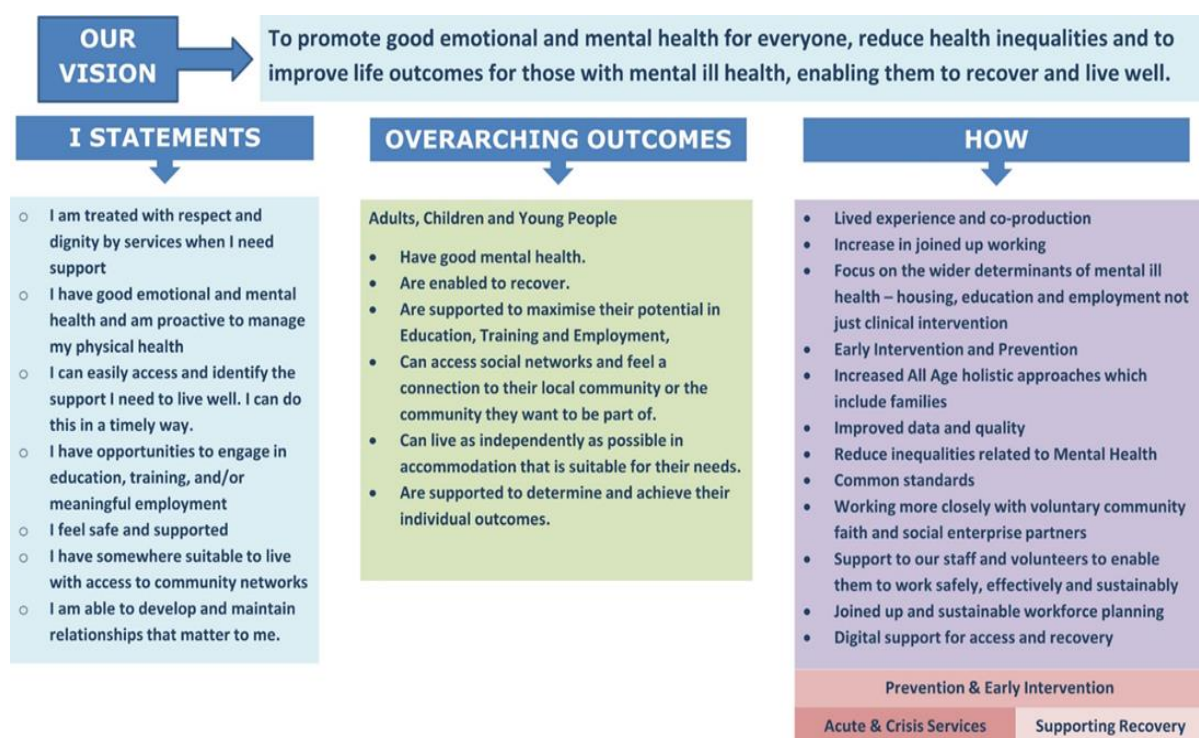 OUR
VISION
To promote good emotional and mental health for everyone, reduce health inequalities and to
improve life outcomes for those with mental ill health, enabling them to recover and live well.
I STATEMENTS
o I am treated with respect and
dignity by services when I need
support
o I have good emotional and mental
health and am proactive to manage
my physical health
o I can easily access and identify the
support I need to live well. I can do
this in a timely way.
o I have opportunities to engage in
education, training, and/or
meaningful employment
o I feel safe and supported
o I have somewhere suitable to live
with access to community networks
o I am able to develop and maintain
relationships that matter to me.
OVERARCHING OUTCOMES
Adults, Children and Young People
• Have good mental health.
• Are enabled to recover.
• Are supported to maximise their potential in
Education, Training and Employment,
• Can access social networks and feel a
connection to their local community or the
community they want to be part of.
• Can live as independently as possible in
accommodation that is suitable for their needs.
• Are supported to determine and achieve their
individual outcomes.
HOW
• Lived experience and co-production
• Increase in joined up working
• Focus on the wider determinants of mental ill
health – housing, education and employment not
just clinical intervention
• Early Intervention and Prevention
• Increased All Age holistic approaches which
include families
• Improved data and quality
• Reduce inequalities related to Mental Health
• Common standards
• Working more closely with voluntary community
faith and social enterprise partners
• Support to our staff and volunteers to enable
them to work safely, effectively and sustainably
• Joined up and sustainable workforce planning
• Digital support for access and recovery
Prevention & Early Intervention
Acute & Crisis Services
Supporting Recovery